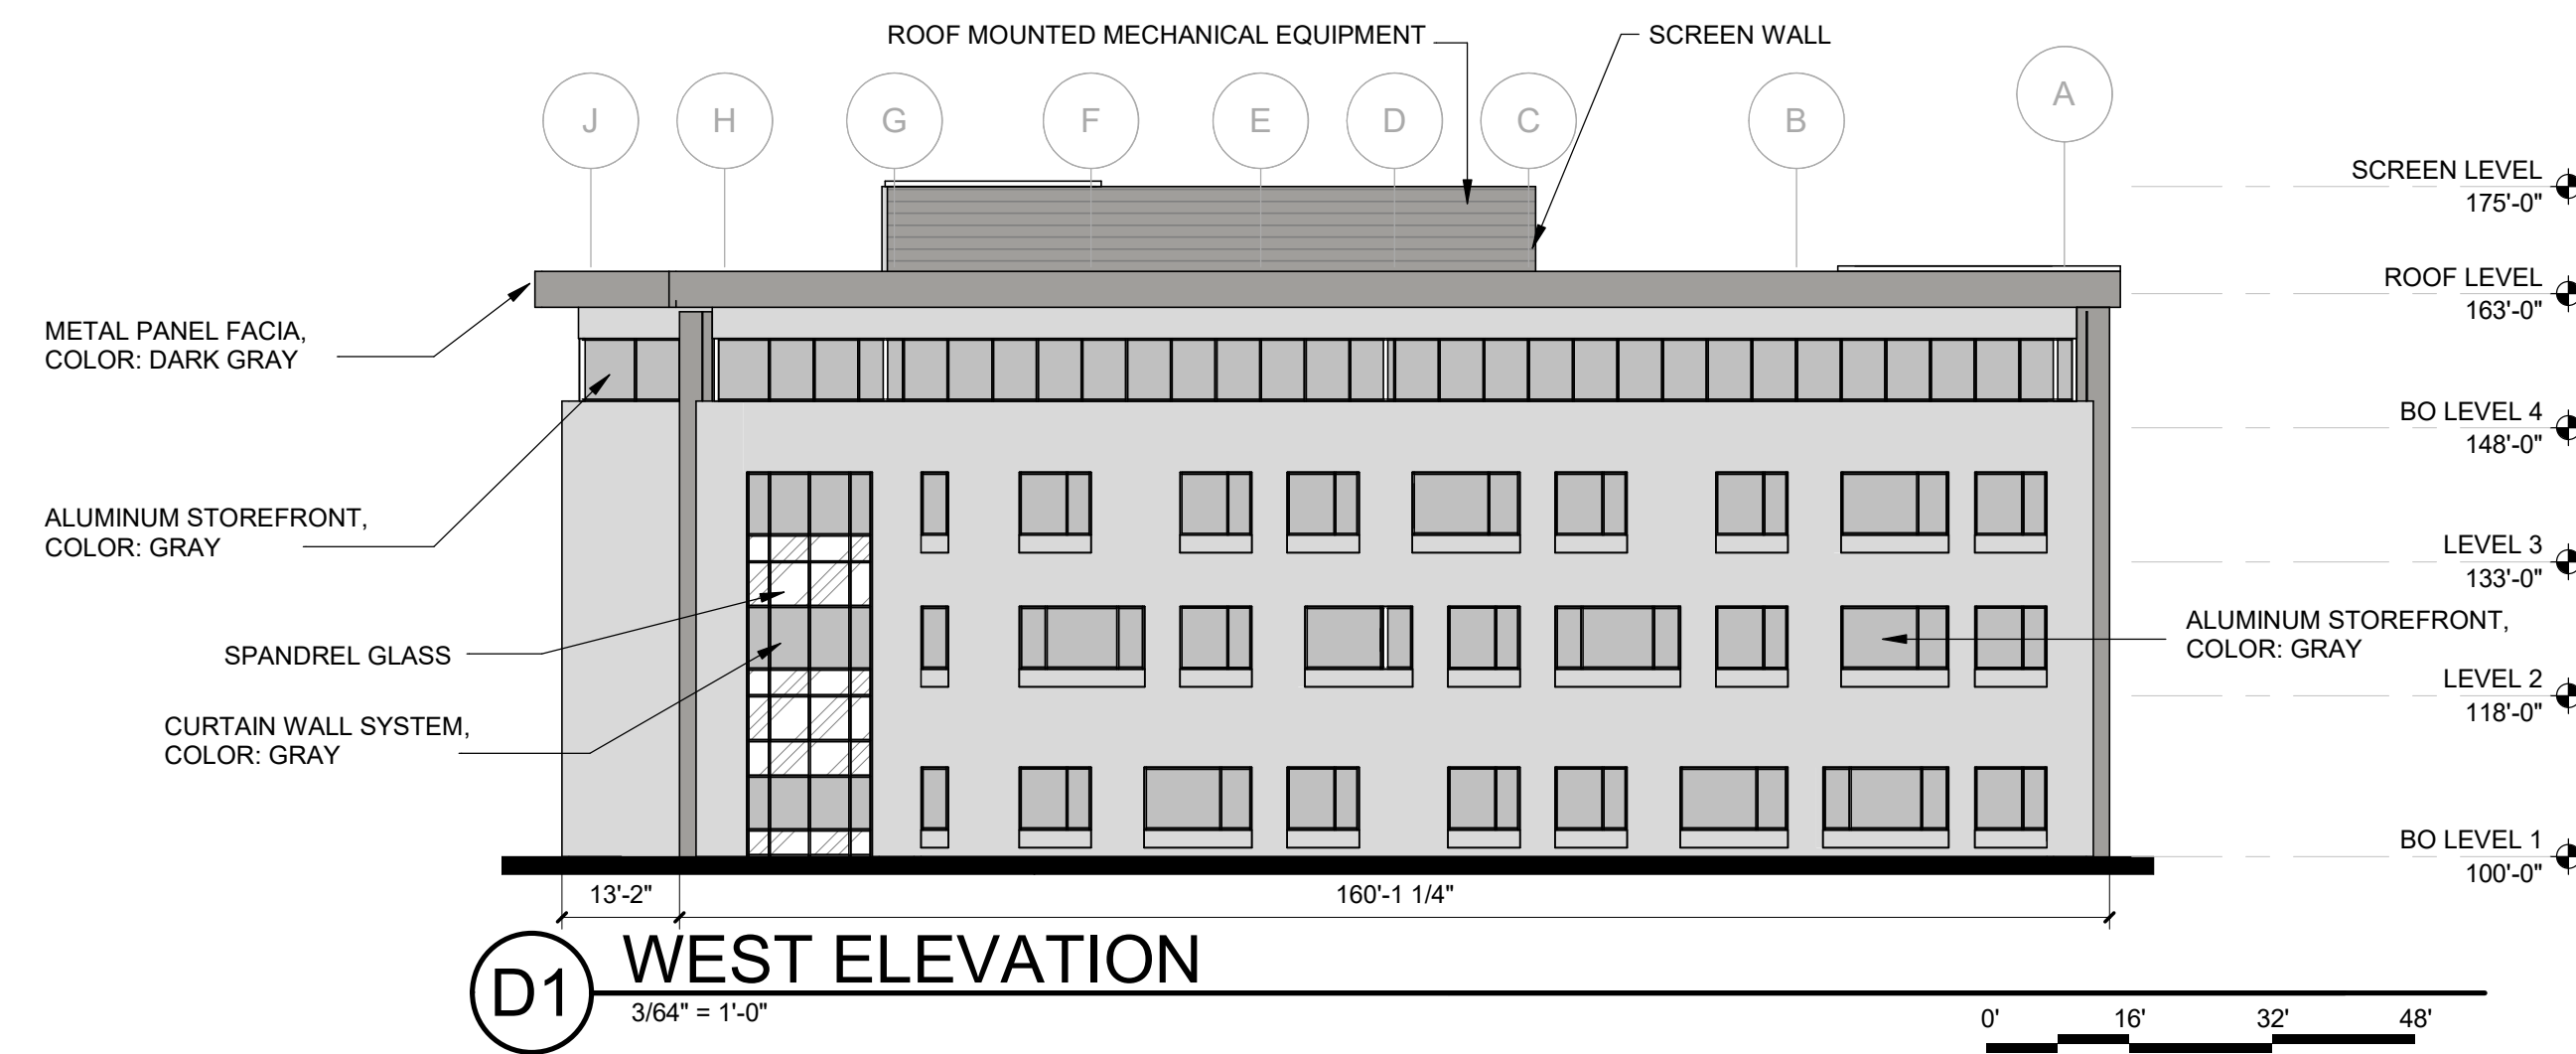 ROOF MOUNTED MECHANICAL EQUIPMENT
SCREEN WALL
J
H
G
F
E
D
C
B
A
SCREEN LEVEL
175'-0"
ROOF LEVEL
163'-0"
METAL PANEL FACIA,
COLOR: DARK GRAY
BO LEVEL 4
148'-0"
ALUMINUM STOREFRONT,
COLOR: GRAY
LEVEL 3
133'-0"
ALUMINUM STOREFRONT,
COLOR: GRAY
SPANDREL GLASS
LEVEL 2
118'-0"
CURTAIN WALL SYSTEM,
COLOR: GRAY
BO LEVEL 1
100'-0"
13'-2"
160'-1 1/4"
D1
WEST ELEVATION
3/64" = 1'-0"
0'
16'
32'
48'